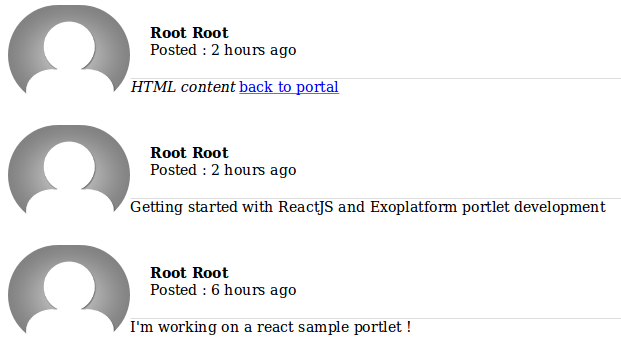 Root Root
Posted : 2 hours ago
HTML content back to portal
Root Root
Posted : 2 hours ago
Getting started with ReactJS and Exoplatform portlet development
Root Root
Posted : 6 hours ago
I'm working on a react sample portlet !